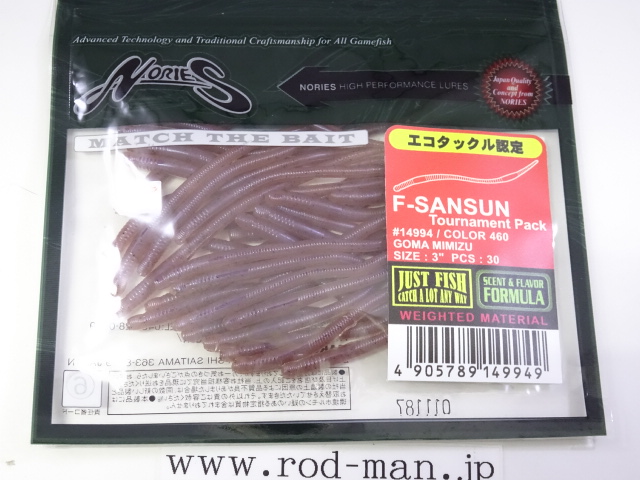 Advanced Technology and Traditional Craftsmanship for All Gamefish
NORIES
NORIES HIGH PERFORMANCE LURES
Japan Quality
and
Concept from
NORIES
MATCH THE BAIT
エコタックル認定
F-SANSUN
Tournament Pack
#14994 / COLOR 460
GOMA MIMIZU
SIZE : 3" PCS : 30
JUST FISH
CATCH A LOT ANY WAY
SCENT & FLAVOR
FORMULA
WEIGHTED MATERIAL
4 905789 149949
SHI SAITAMA 363-
011187
www.rod-man.jp